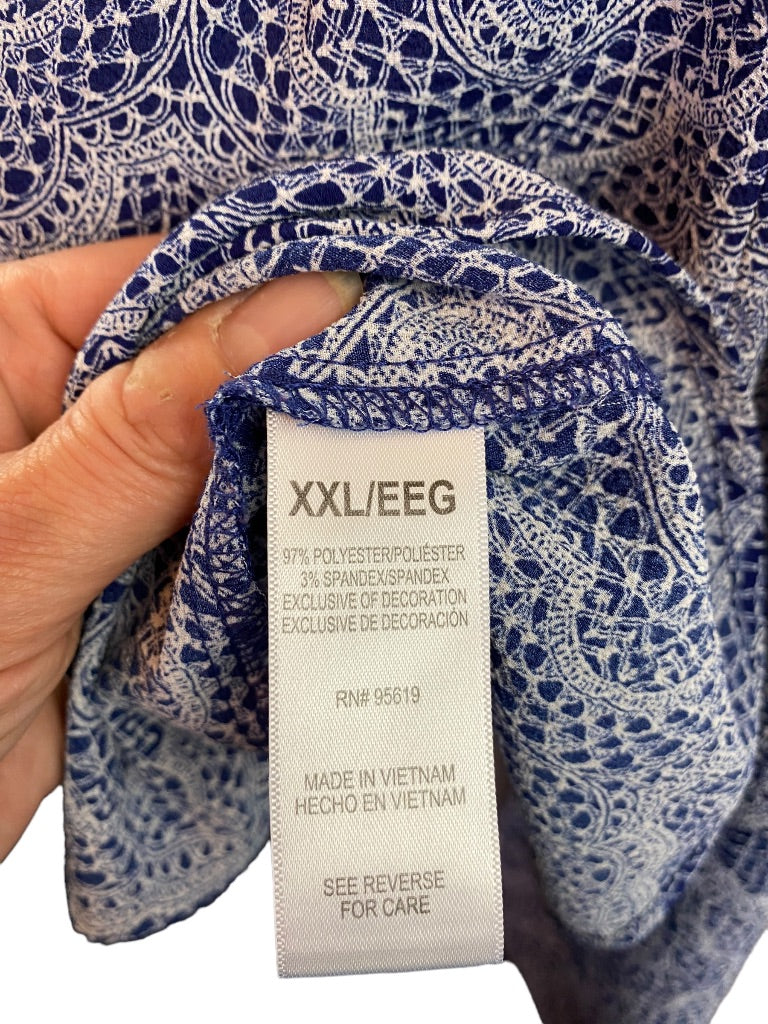 XXL/EEG
97% POLYESTER/POLIÉSTER
3% SPANDEX/SPANDEX
EXCLUSIVE OF DECORATION
EXCLUSIVE DE DECORACIÓN
RN# 95619
MADE IN VIETNAM
HECHO EN VIETNAM
SEE REVERSE
FOR CARE